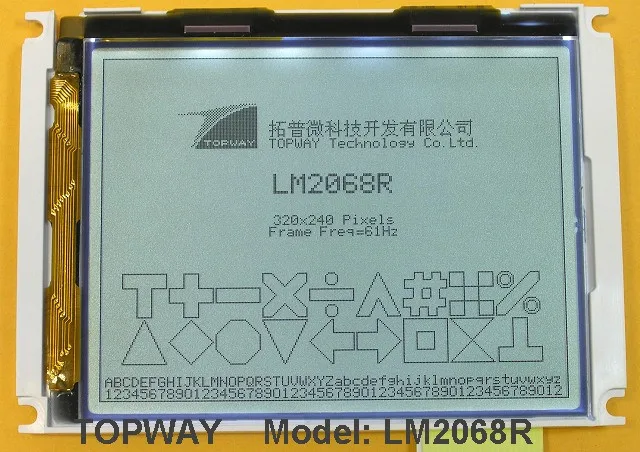 TOPWAY
拓普微科技开发有限公司
TOPWAY Technology Co.Ltd.
LM2068R
320x240 Pixels
Frame Freq=61Hz
ABCDEFGHIJKLMNOPQRSTUVWXYZabcdefghijklmnopqrstuvwxyz
1234567890123456789012345678901234567890123456789012
TOPWAY Model: LM2068R